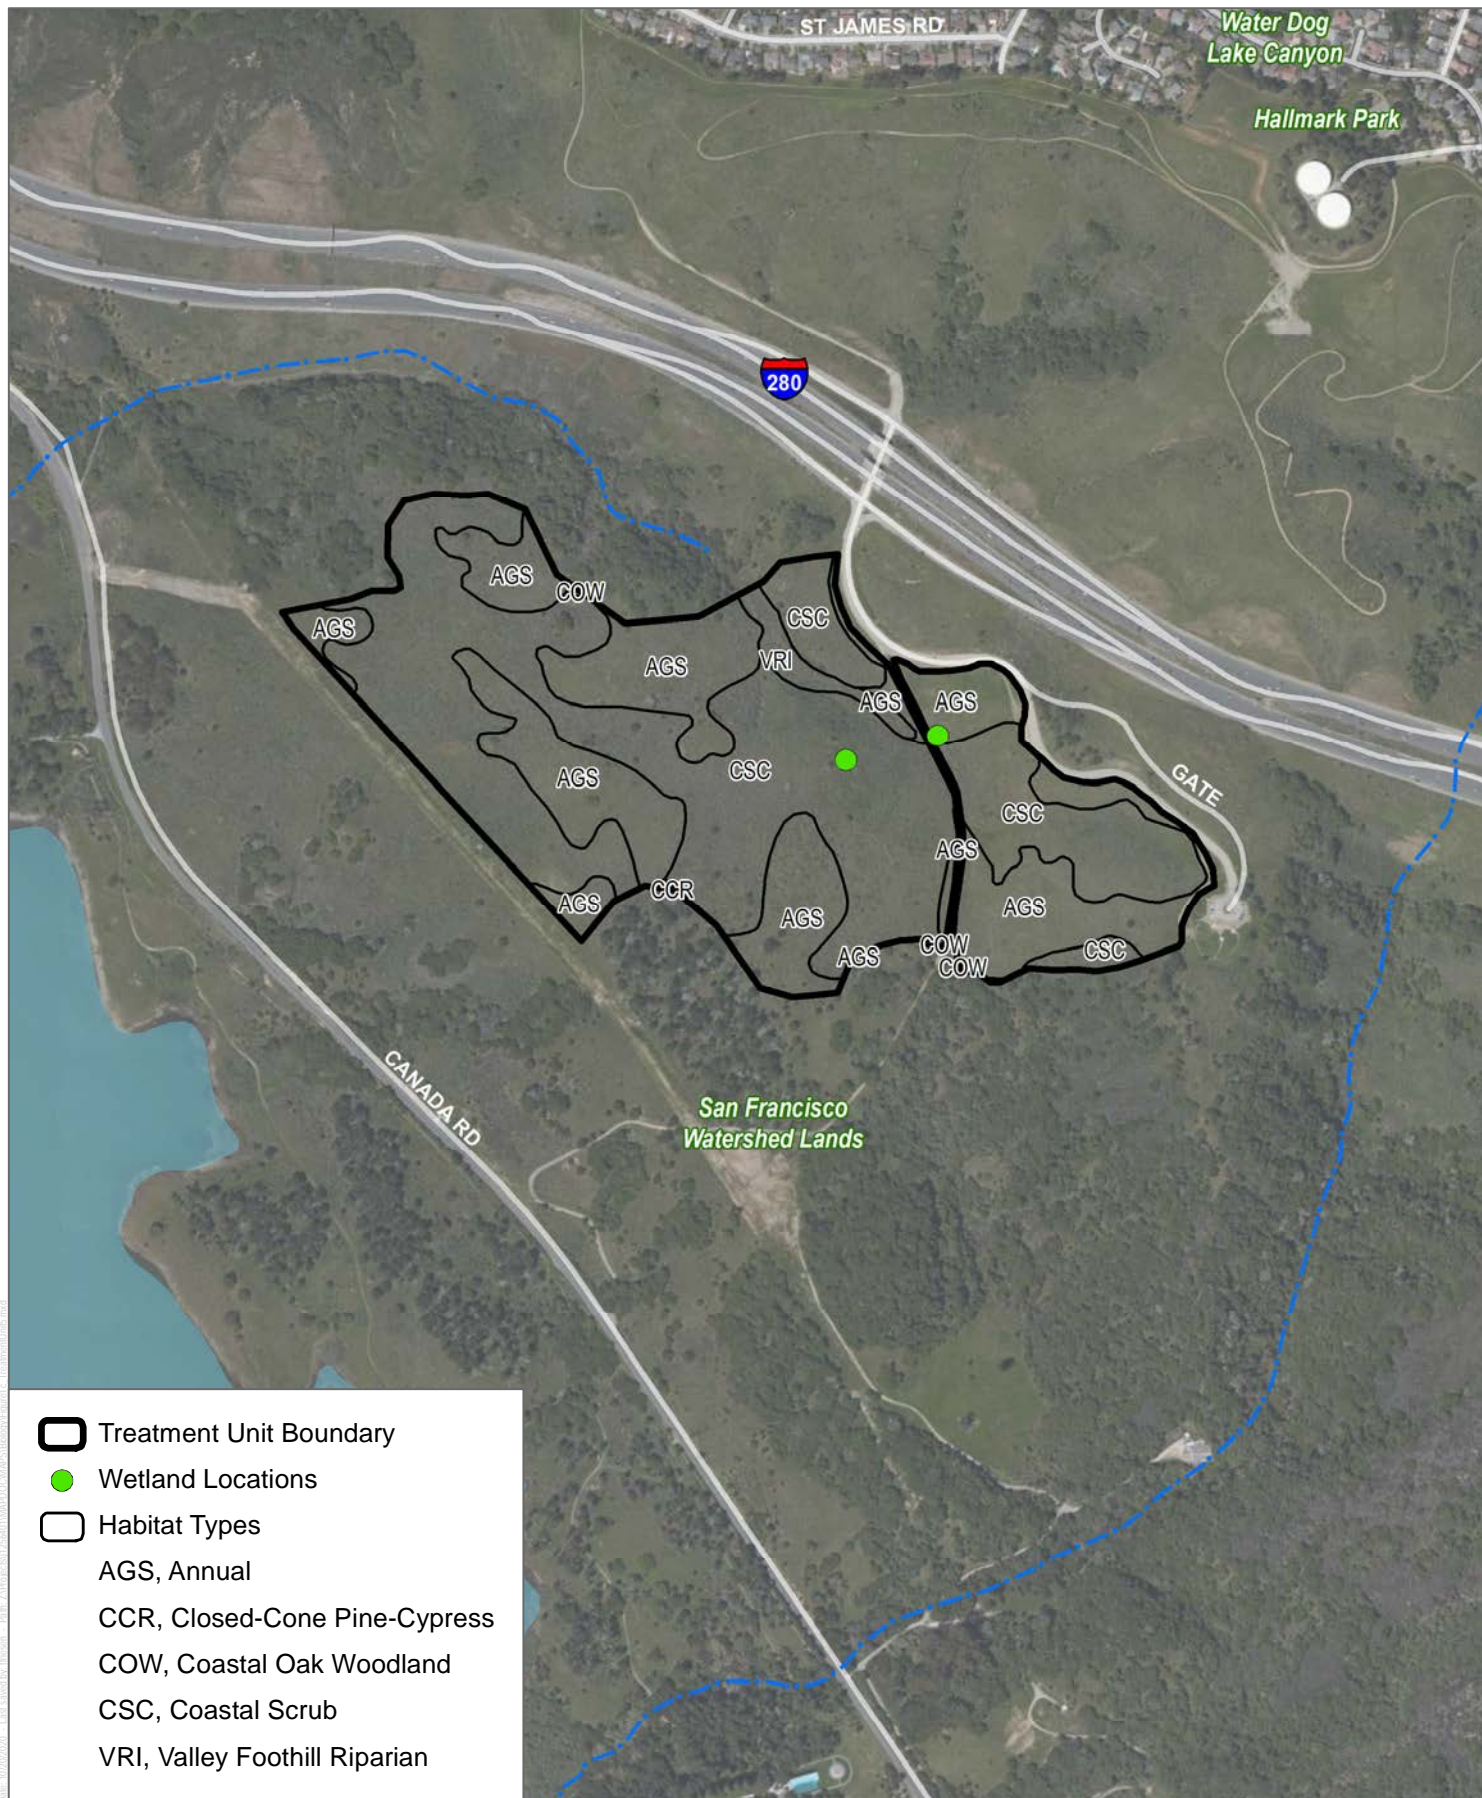 ST JAMES RD
Water Dog
Lake Canyon
Hallmark Park
280
AGS
COW
AGS
CSC
AGS
VRI
AGS
AGS
CSC
AGS
GATE
CSC
AGS
CCR
AGS
AGS
AGS
AGS
COW
CSC
COW
CANADA RD
San Francisco
Watershed Lands
Treatment Unit Boundary
Wetland Locations
Habitat Types
AGS, Annual
CCR, Closed-Cone Pine-Cypress
COW, Coastal Oak Woodland
CSC, Coastal Scrub
VRI, Valley Foothill Riparian